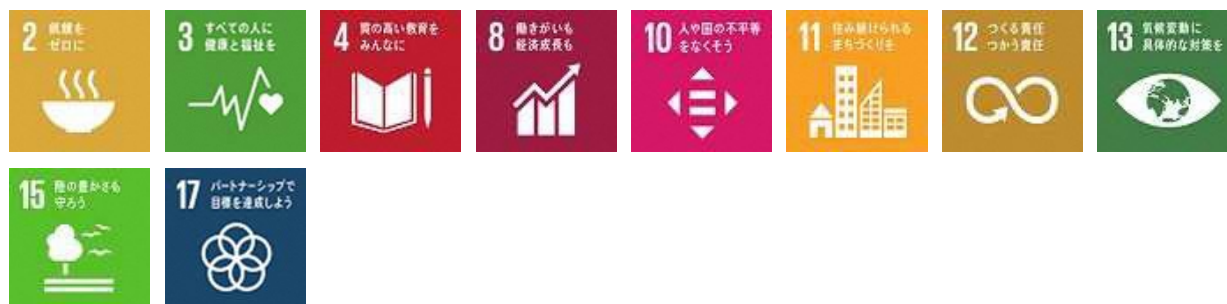 2 飢餓を
ゼロに
3 すべての人に
健康と福祉を
4 質の高い教育を
みんなに
8 働きがいも
経済成長も
10 人や国の不平等
をなくそう
11 住み続けられる
まちづくりを
12 つくる責任
つかう責任
13 気候変動に
具体的な対策を
15 陸の豊かさも
守ろう
17 パートナーシップで
目標を達成しよう